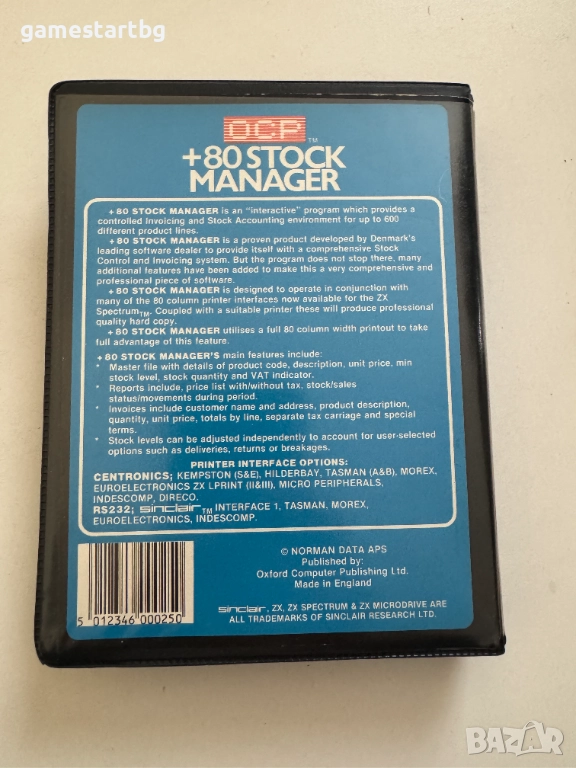 gamestartbg
OCP TM
+80 STOCK
MANAGER
+80 STOCK MANAGER is an "interactive" program which provides a
controlled Invoicing and Stock Accounting environment for up to 600
different product lines.
+80 STOCK MANAGER is a proven product developed by Denmark's
leading software dealer to provide itself with a comprehensive Stock
Control and Invoicing system. But the program does not stop there, many
additional features have been added to make this a very comprehensive and
professional piece of software.
+80 STOCK MANAGER is designed to operate in conjunction with
many of the 80 column printer interfaces now available for the ZX
Spectrum TM. Coupled with a suitable printer these will produce professional
quality hard copy.
+80 STOCK MANAGER utilises a full 80 column width printout to take
full advantage of this feature.
+80 STOCK MANAGER'S main features include:
* Master file with details of product code, description, unit price, min
stock level, stock quantity and VAT indicator.
* Reports include, price list with/without tax, stock/sales
status/movements during period.
* Invoices include customer name and address, product description,
quantity, unit price, totals by line, separate tax carriage and special
terms.
* Stock levels can be adjusted independently to account for user-selected
options such as deliveries, returns or breakages.
PRINTER INTERFACE OPTIONS:
CENTRONICS; KEMPSTON (S&E), HILDERBAY, TASMAN (A&B), MOREX,
EUROELECTRONICS ZX LPRINT (II&III), MICRO PERIPHERALS,
INDESCOMP, DIRECO.
RS232; sinclair TM INTERFACE 1, TASMAN, MOREX,
EUROELECTRONICS, INDESCOMP.
© NORMAN DATA APS
Published by:
Oxford Computer Publishing Ltd.
Made in England
5 012346 000250
sinclair, ZX, ZX SPECTRUM & ZX MICRODRIVE ARE
ALL TRADEMARKS OF SINCLAIR RESEARCH LTD.
BAZAR